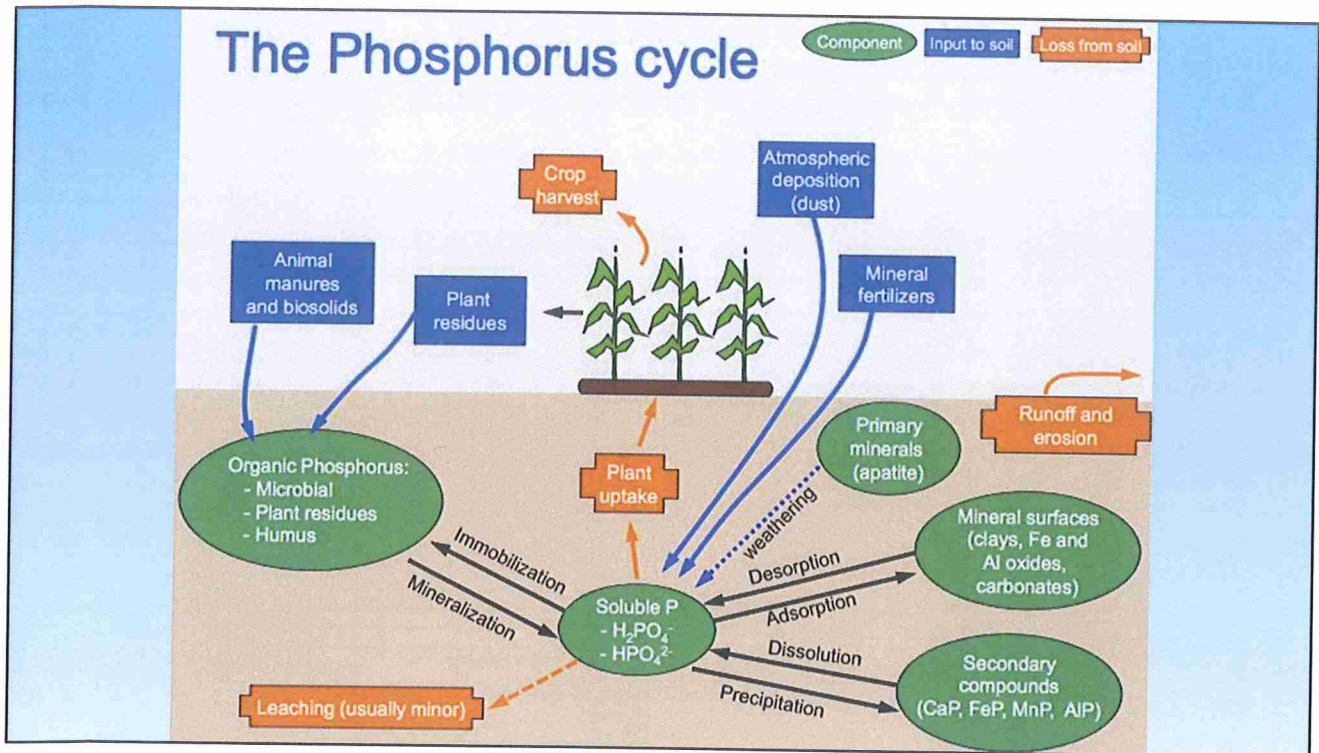 The Phosphorus cycle
Component
Input to soil
Loss from soil
Crop
harvest
Atmospheric
deposition
(dust)
Animal
manures
and biosolids
Plant
residues
Mineral
fertilizers
Runoff and
erosion
Primary
minerals
(apatite)
Organic Phosphorus:
- Microbial
- Plant residues
- Humus
Plant
uptake
weathering
Mineral surfaces
(clays, Fe and
Al oxides,
carbonates)
Immobilization
Mineralization
Desorption
Adsorption
Soluble P
- H₂PO₄⁻
- HPO₄²⁻
Dissolution
Precipitation
Secondary
compounds
(CaP, FeP, MnP, AlP)
Leaching (usually minor)